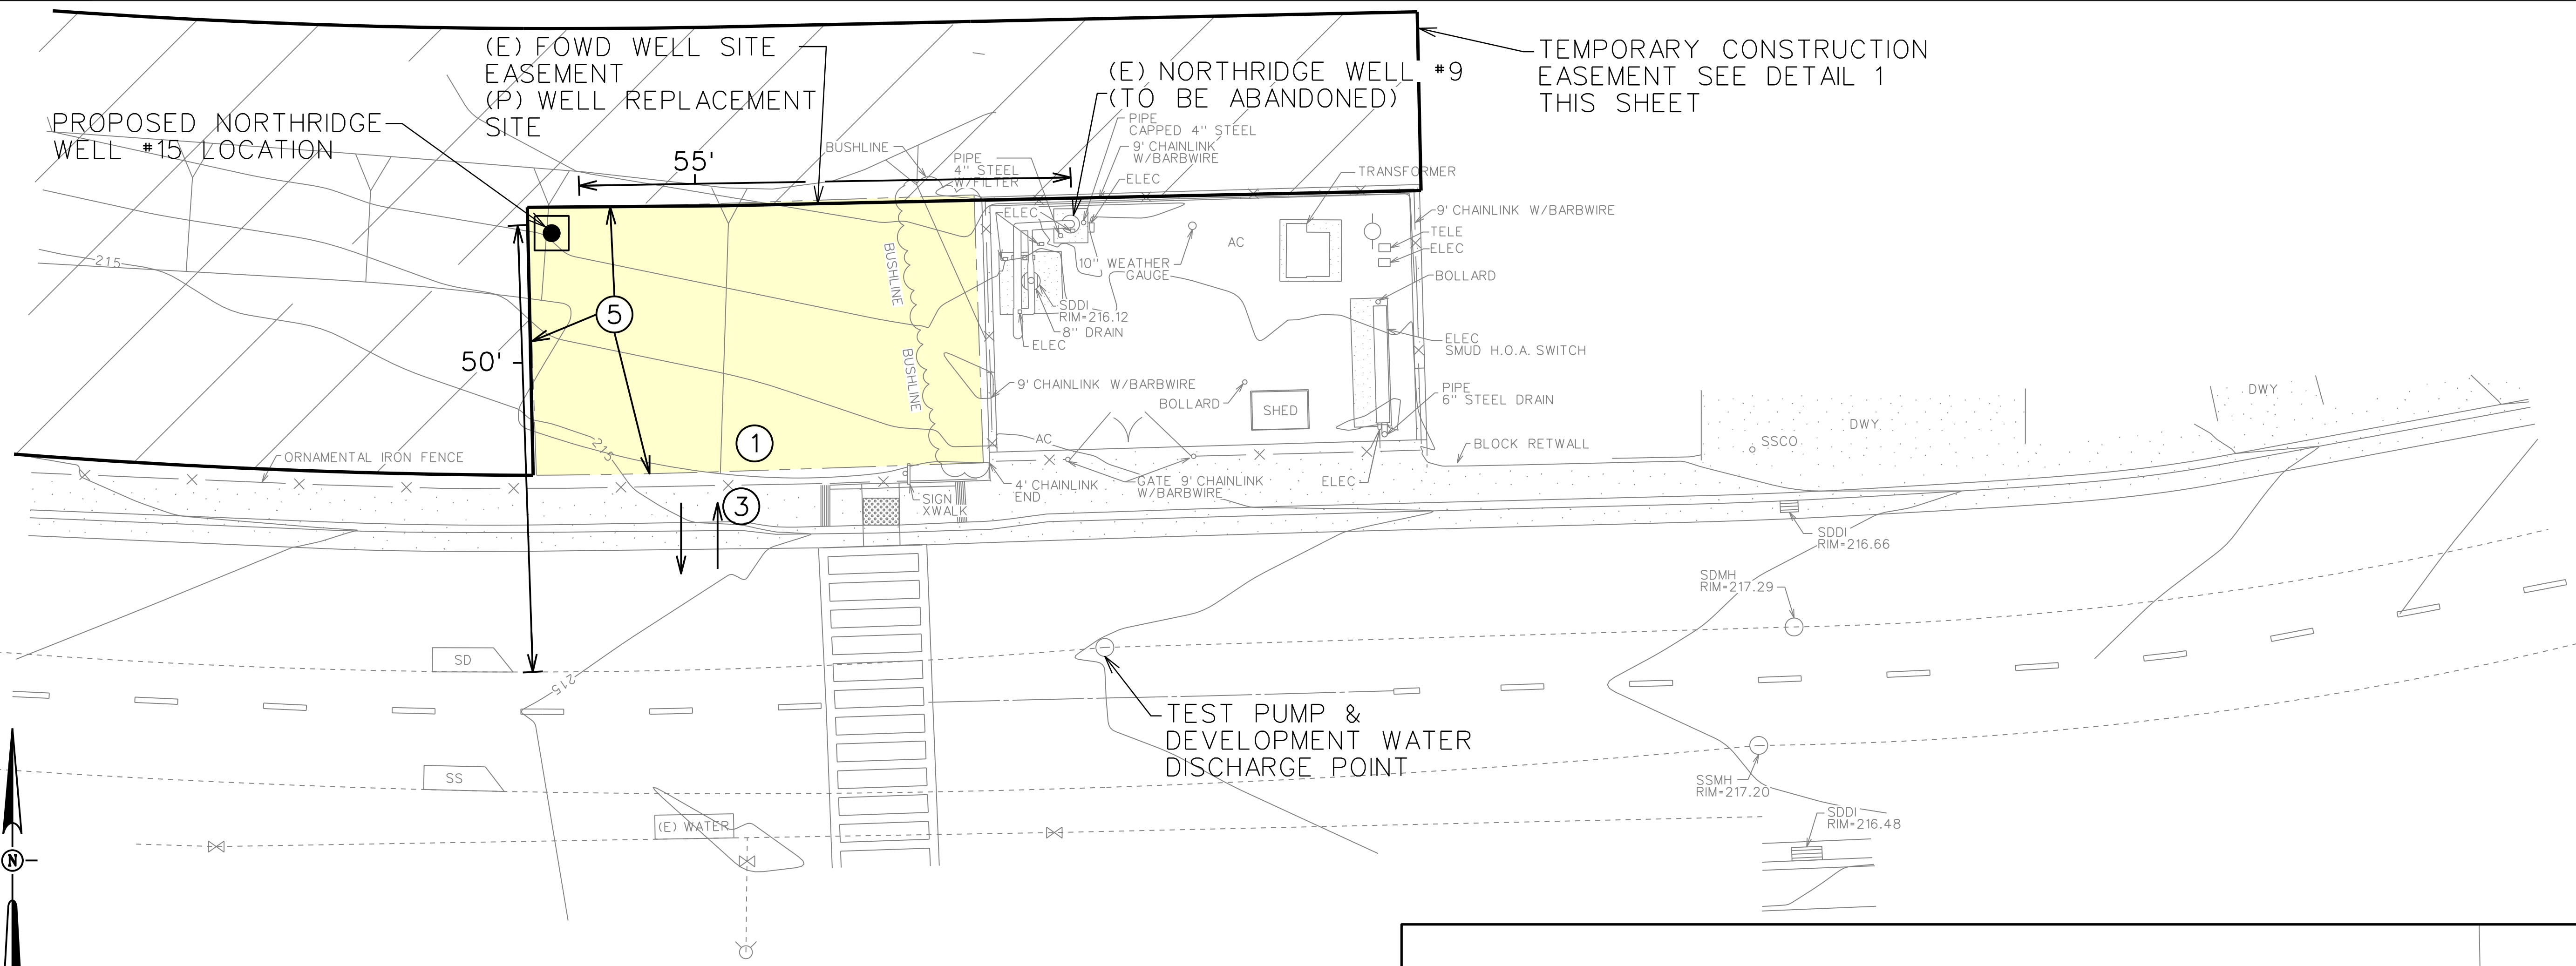 (E) FOWD WELL SITE
EASEMENT
(P) WELL REPLACEMENT
SITE
(E) NORTHRIDGE WELL #9
(TO BE ABANDONED)
TEMPORARY CONSTRUCTION
EASEMENT SEE DETAIL 1
THIS SHEET
PROPOSED NORTHRIDGE
WELL #15 LOCATION
55'
BUSHLINE
PIPE
4" STEEL
W/FILTER
PIPE
CAPPED 4" STEEL
9' CHAINLINK
W/BARBWIRE
ELEC
TRANSFORMER
ELEC
9' CHAINLINK W/BARBWIRE
TELE
ELEC
AC
BOLLARD
10" WEATHER
GAUGE
BUSHLINE
215
SDDI
RIM=216.12
8" DRAIN
ELEC
5
50'
ELEC
SMUD H.O.A. SWITCH
BUSHLINE
9' CHAINLINK W/BARBWIRE
BOLLARD
SHED
PIPE
6" STEEL DRAIN
DWY
DWY
SSCO
1
AC
BLOCK RETWALL
215
ORNAMENTAL IRON FENCE
4' CHAINLINK
END
GATE 9' CHAINLINK
W/BARBWIRE
ELEC
3
SIGN
XWALK
SDDI
RIM=216.66
SDMH
RIM=217.29
SD
215
TEST PUMP &
DEVELOPMENT WATER
DISCHARGE POINT
SS
SSMH
RIM=217.20
(E) WATER
SDDI
RIM=216.48
N